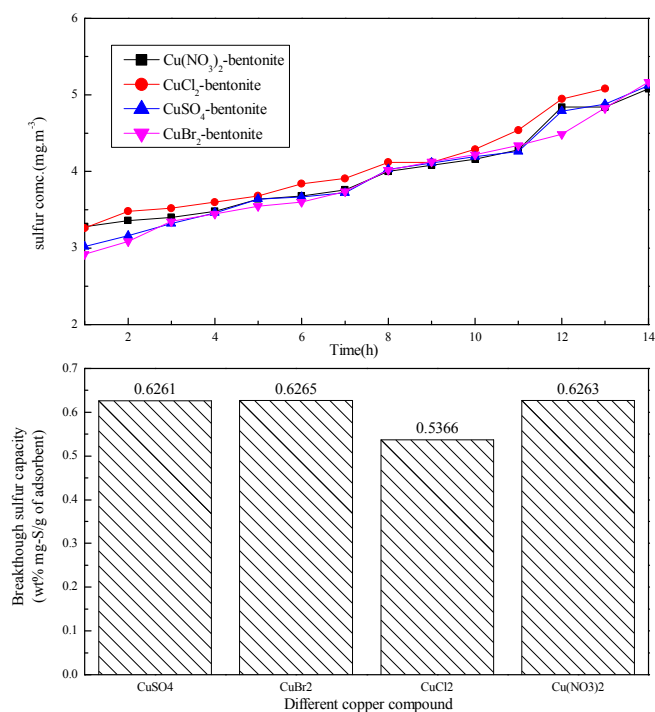 6
5
4
3
2
sulfur comc.(mg.m-3)
Cu(NO3)2-bentonite
CuCl2-bentonite
CuSO4-bentonite
CuBr2-bentonite
2 4 6 8 10 12 14
Time(h)
0.7
0.6
0.5
0.4
0.3
0.2
0.1
0.0
Breakthough sulfur capacity
(wt% mg-S/g of adsorbent)
0.6261 0.6265 0.5366 0.6263
CuSO4 CuBr2 CuCl2 Cu(NO3)2
Different copper compound